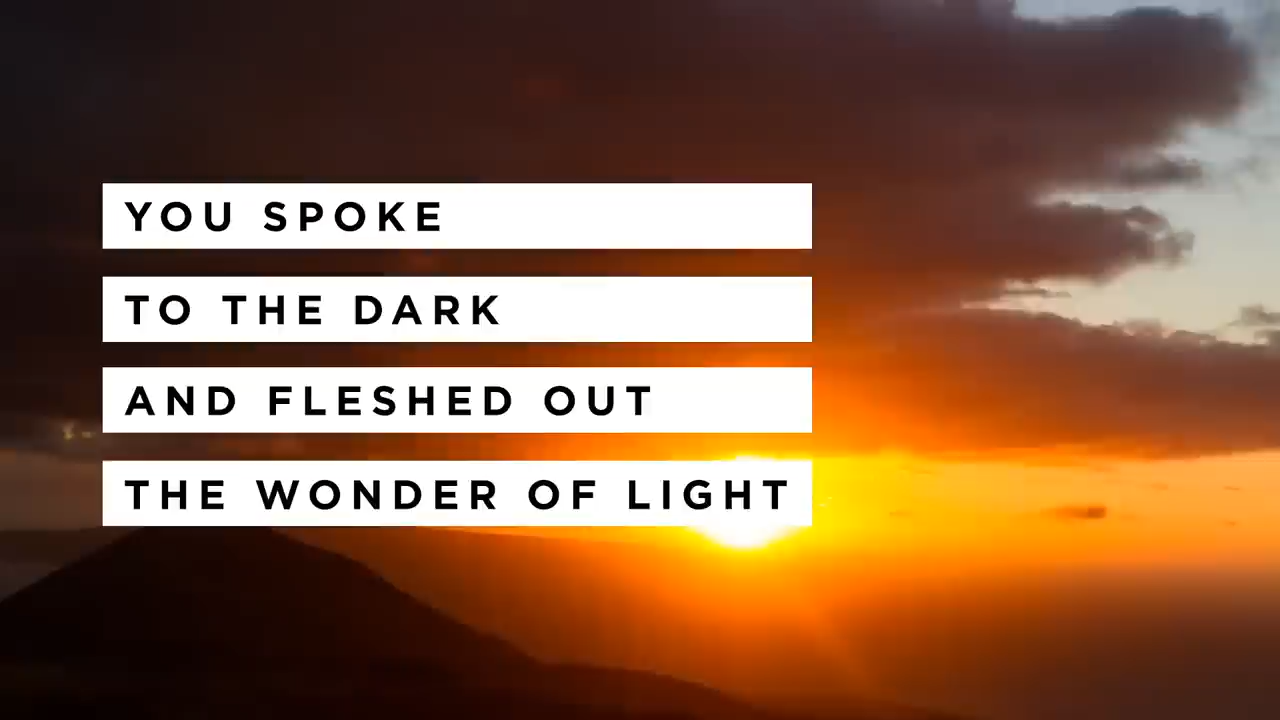 YOU SPOKE
TO THE DARK
AND FLESHED OUT
THE WONDER OF LIGHT